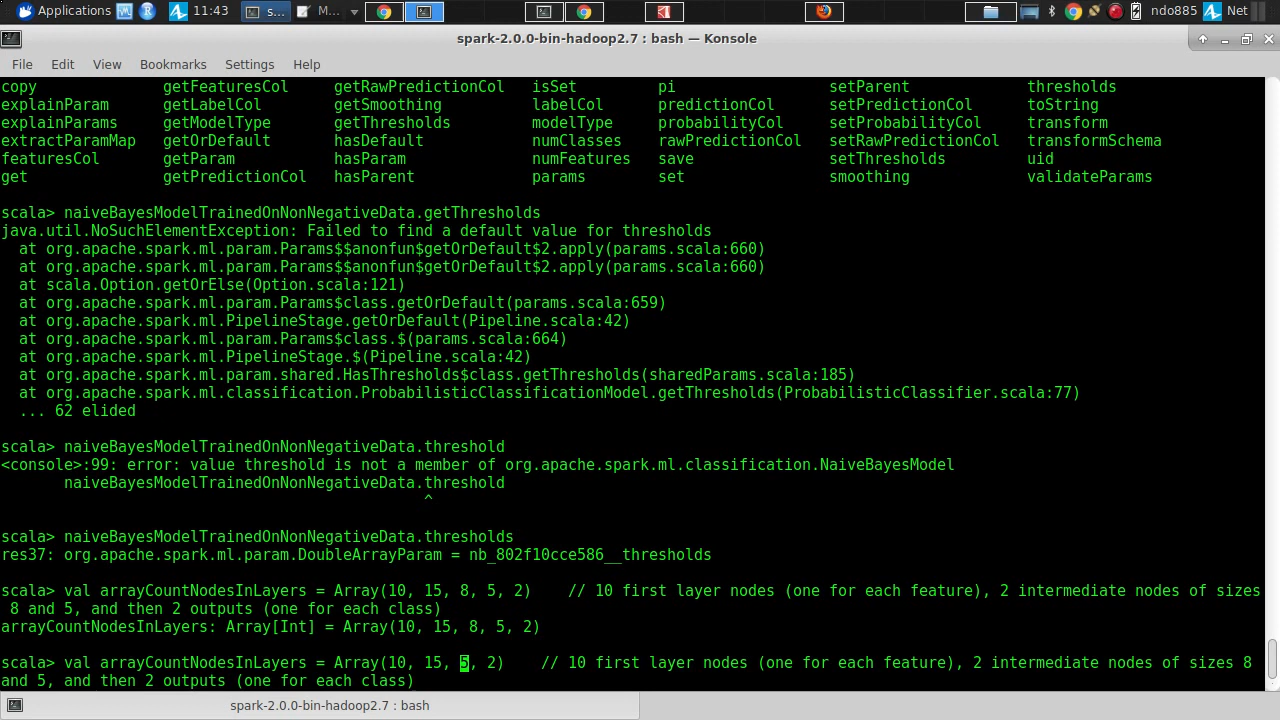 Applications 11:43 s... M... ndo885 Net
spark-2.0.0-bin-hadoop2.7 : bash — Konsole
File Edit View Bookmarks Settings Help
copy getFeaturesCol getRawPredictionCol isSet pi setParent thresholds
explainParam getLabelCol getSmoothing labelCol predictionCol setPredictionCol toString
explainParams getModelType getThresholds modelType probabilityCol setProbabilityCol transform
extractParamMap getOrDefault hasDefault numClasses rawPredictionCol setRawPredictionCol transformSchema
featuresCol getParam hasParam numFeatures save setThresholds uid
get getPredictionCol hasParent params set smoothing validateParams
scala> naiveBayesModelTrainedOnNonNegativeData.getThresholds
java.util.NoSuchElementException: Failed to find a default value for thresholds
at org.apache.spark.ml.param.Params$$anonfun$getOrDefault$2.apply(params.scala:660)
at org.apache.spark.ml.param.Params$$anonfun$getOrDefault$2.apply(params.scala:660)
at scala.Option.getOrElse(Option.scala:121)
at org.apache.spark.ml.param.Params$class.getOrDefault(params.scala:659)
at org.apache.spark.ml.PipelineStage.getOrDefault(Pipeline.scala:42)
at org.apache.spark.ml.param.Params$class.$(params.scala:664)
at org.apache.spark.ml.PipelineStage.$(Pipeline.scala:42)
at org.apache.spark.ml.param.shared.HasThresholds$class.getThresholds(sharedParams.scala:185)
at org.apache.spark.ml.classification.ProbabilisticClassificationModel.getThresholds(ProbabilisticClassifier.scala:77)
... 62 elided
scala> naiveBayesModelTrainedOnNonNegativeData.threshold
<console>:99: error: value threshold is not a member of org.apache.spark.ml.classification.NaiveBayesModel
naiveBayesModelTrainedOnNonNegativeData.threshold
^
scala> naiveBayesModelTrainedOnNonNegativeData.thresholds
res37: org.apache.spark.ml.param.DoubleArrayParam = nb_802f10cce586__thresholds
scala> val arrayCountNodesInLayers = Array(10, 15, 8, 5, 2) // 10 first layer nodes (one for each feature), 2 intermediate nodes of sizes
8 and 5, and then 2 outputs (one for each class)
arrayCountNodesInLayers: Array[Int] = Array(10, 15, 8, 5, 2)
scala> val arrayCountNodesInLayers = Array(10, 15, 5, 2) // 10 first layer nodes (one for each feature), 2 intermediate nodes of sizes 8
and 5, and then 2 outputs (one for each class)
spark-2.0.0-bin-hadoop2.7 : bash